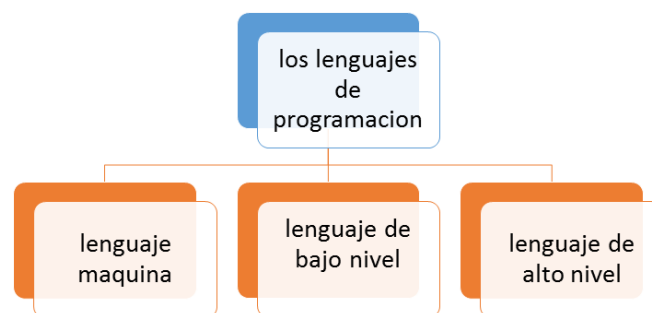 los lenguajes
de
programacion
lenguaje
maquina
lenguaje de
bajo nivel
lenguaje de
alto nivel